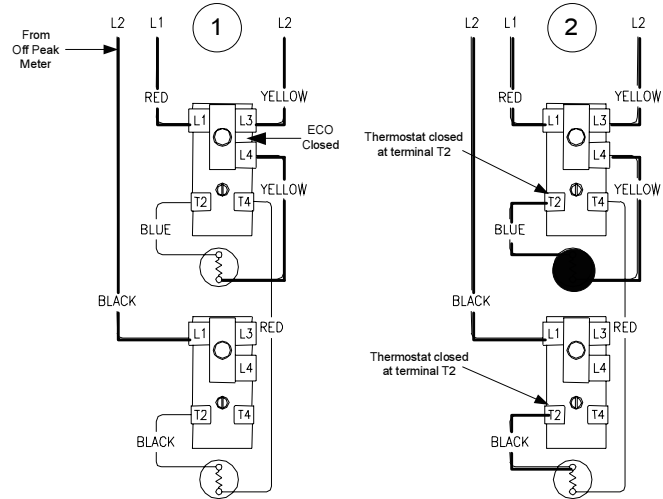 L2 L1 1 L2
From
Off Peak
Meter
RED YELLOW
L1 L3
ECO
Closed
L4
YELLOW
T2 T4
BLUE
BLACK
L1 RED L3
L4
T2 T4
BLACK
L2 L1 2 L2
RED YELLOW
L1 L3
Thermostat closed
at terminal T2
L4
YELLOW
T2 T4
BLUE
BLACK
L1 L3 RED
L4
Thermostat closed
at terminal T2
T2 T4
BLACK